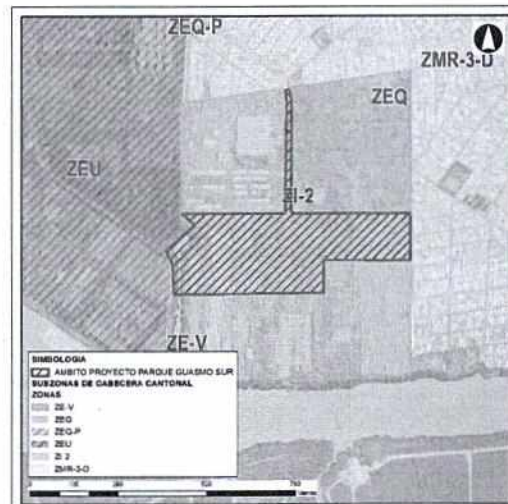 ZEQ-P
ZMR-3-D
ZEQ
ZEU
ZI-2
ZE-V
SIMBOLOGIA
AMBITO PROYECTO PARQUE GUASMO SUR
SUBZONAS DE CABECERA CANTONAL
ZONAS
ZE-V
ZEQ
ZEQ-P
ZEU
ZI 2
ZMR-3-D
0